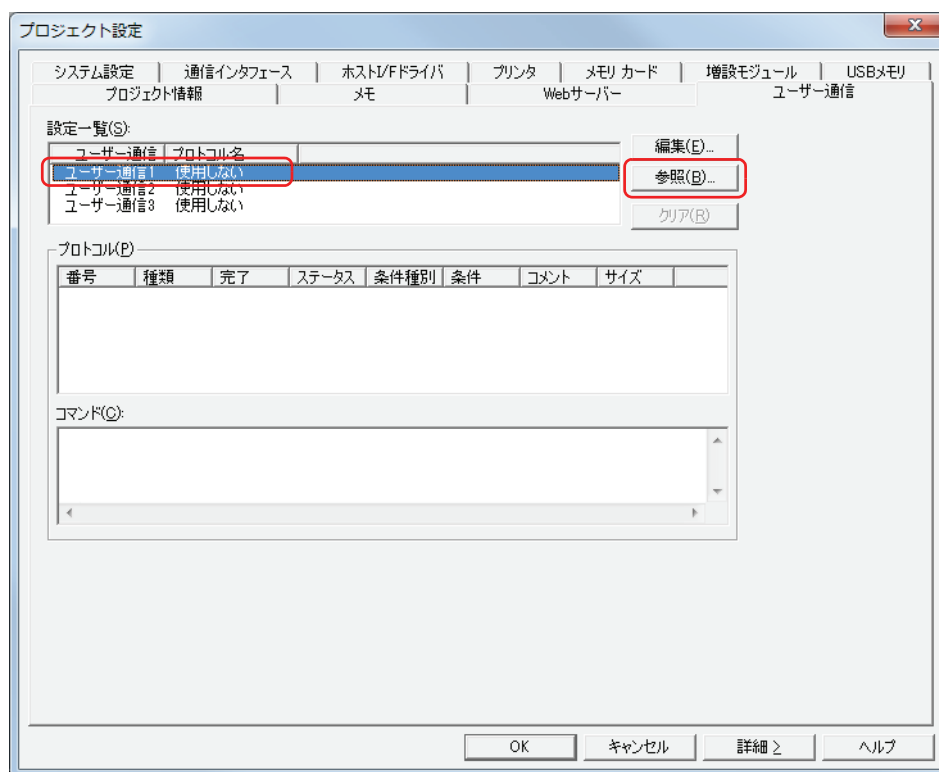 プロジェクト設定
システム設定 通信インタフェース ホストI/Fドライバ プリンタ メモリ カード 増設モジュール USBメモリ
プロジェクト情報 メモ Webサーバー ユーザー通信
設定一覧(S):
ユーザー通信 プロトコル名
ユーザー通信1 使用しない
ユーザー通信2 使用しない
ユーザー通信3 使用しない
編集(E)...
参照(B)...
クリア(R)
プロトコル(P)
番号 種類 完了 ステータス 条件種別 条件 コメント サイズ
コマンド(C):
OK キャンセル 詳細 ≥ ヘルプ